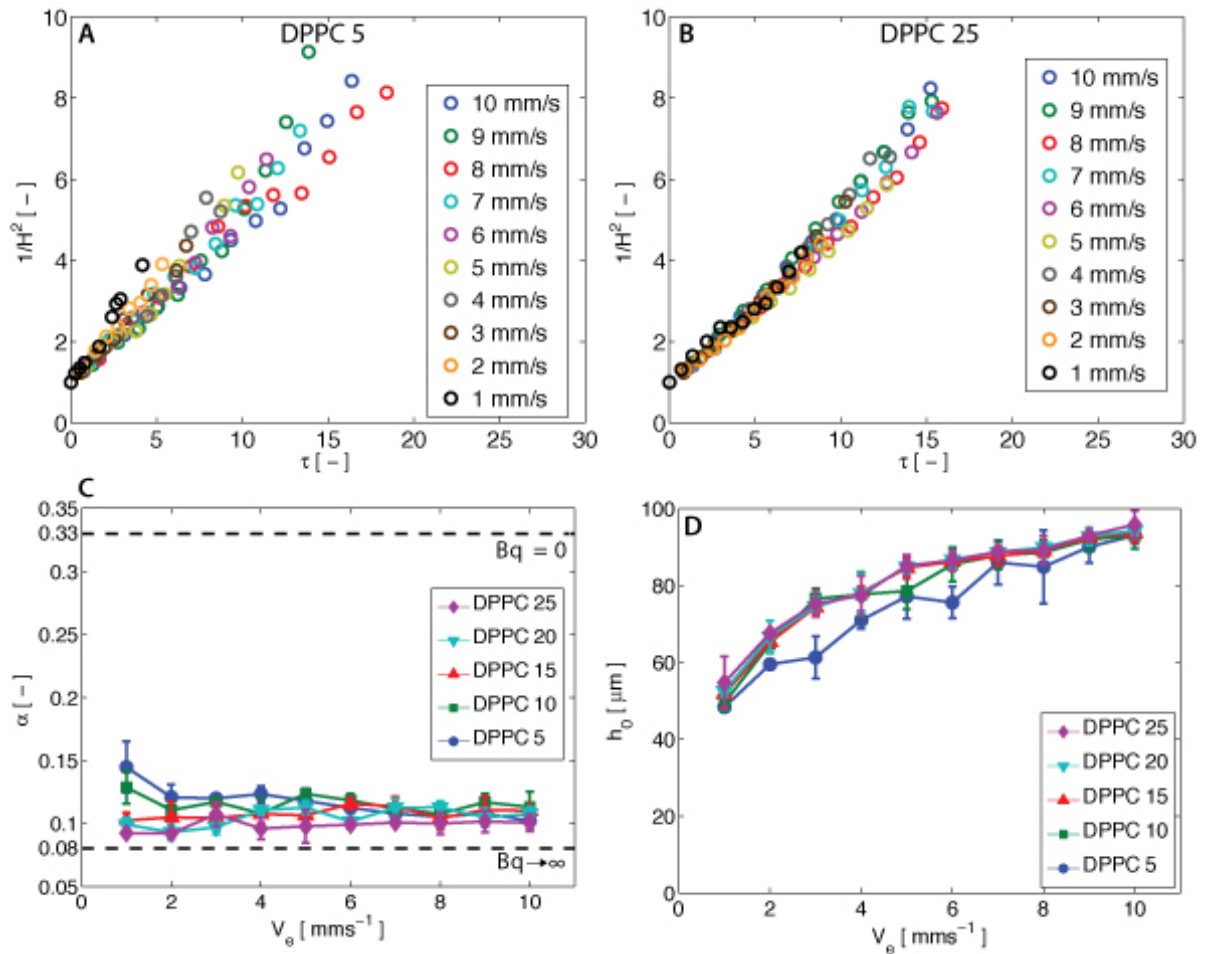 A
DPPC 5
10
8
6
4
2
0
1/H² [ - ]
10 mm/s
9 mm/s
8 mm/s
7 mm/s
6 mm/s
5 mm/s
4 mm/s
3 mm/s
2 mm/s
1 mm/s
0 5 10 15 20 25 30
τ [ - ]
B
DPPC 25
10
8
6
4
2
0
1/H² [ - ]
10 mm/s
9 mm/s
8 mm/s
7 mm/s
6 mm/s
5 mm/s
4 mm/s
3 mm/s
2 mm/s
1 mm/s
0 5 10 15 20 25 30
τ [ - ]
C
0.35
0.33
0.3
0.25
0.2
0.15
0.1
0.08
0.05
α [ - ]
Bq = 0
DPPC 25
DPPC 20
DPPC 15
DPPC 10
DPPC 5
Bq→∞
0 2 4 6 8 10
Vₑ [ mms⁻¹ ]
D
100
80
60
40
20
0
h₀ [ μm ]
DPPC 25
DPPC 20
DPPC 15
DPPC 10
DPPC 5
0 2 4 6 8 10
Vₑ [ mms⁻¹ ]